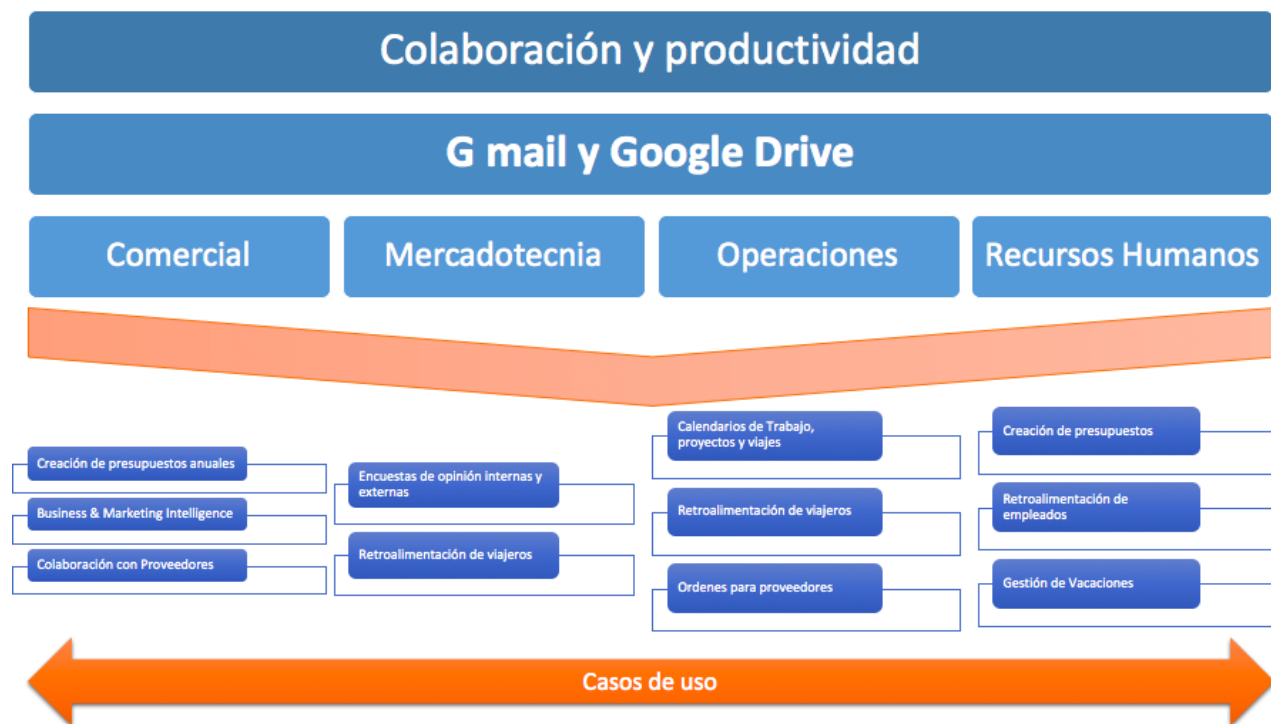 Colaboración y productividad
G mail y Google Drive
Comercial
Mercadotecnia
Operaciones
Recursos Humanos
Creación de presupuestos anuales
Business & Marketing Intelligence
Colaboración con Proveedores
Encuestas de opinión internas y
externas
Retroalimentación de viajeros
Calendarios de Trabajo,
proyectos y viajes
Retroalimentación de viajeros
Ordenes para proveedores
Creación de presupuestos
Retroalimentación de
empleados
Gestión de Vacaciones
Casos de uso